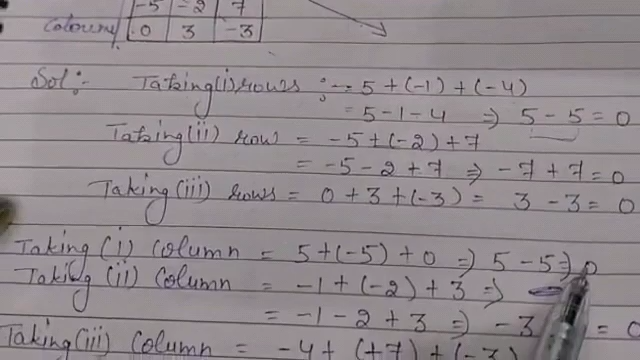 -5 -2 7
Coloumn 0 3 -3
Sol:- Taking(i) rows :- = 5 + (-1) + (-4)
= 5 - 1 - 4 ⇒ 5 - 5 = 0
Taking (ii) row = -5 + (-2) + 7
= -5 - 2 + 7 ⇒ -7 + 7 = 0
Taking (iii) rows = 0 + 3 + (-3) = 3 - 3 = 0
Taking (i) Column = 5 + (-5) + 0 ⇒ 5 - 5 ⇒ 0
Taking (ii) Column = -1 + (-2) + 3 ⇒
= -1 - 2 + 3 ⇒ -3 = 0
Taking (iii) Column = -4 + (+7) + (-3)